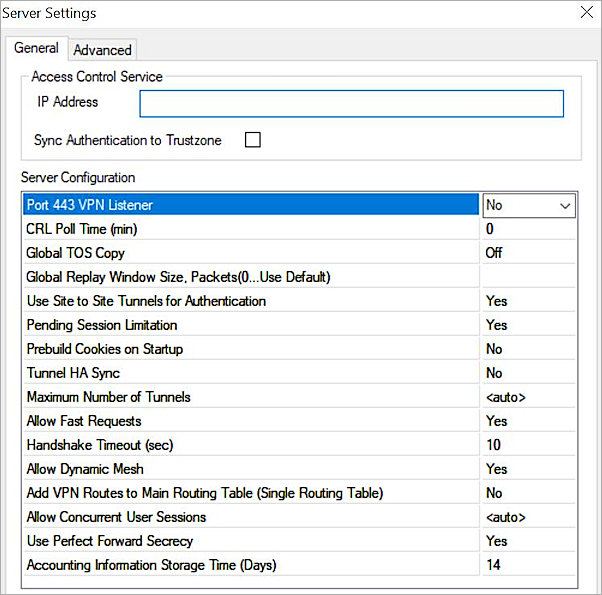 Server Settings
General Advanced
Access Control Service
IP Address
Sync Authentication to Trustzone
Server Configuration
Port 443 VPN Listener No
CRL Poll Time (min) 0
Global TOS Copy Off
Global Replay Window Size, Packets(0...Use Default)
Use Site to Site Tunnels for Authentication Yes
Pending Session Limitation Yes
Prebuild Cookies on Startup No
Tunnel HA Sync No
Maximum Number of Tunnels <auto>
Allow Fast Requests Yes
Handshake Timeout (sec) 10
Allow Dynamic Mesh Yes
Add VPN Routes to Main Routing Table (Single Routing Table) No
Allow Concurrent User Sessions <auto>
Use Perfect Forward Secrecy Yes
Accounting Information Storage Time (Days) 14